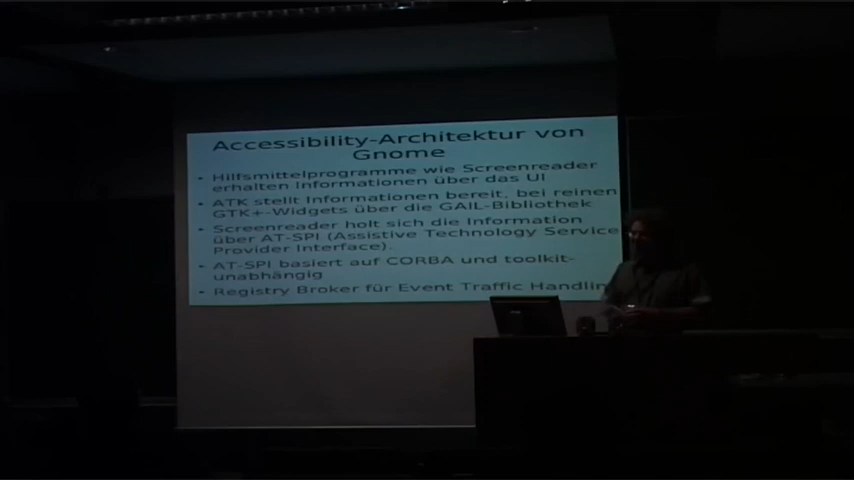 Accessibility-Architektur von
Gnome
• Hilfsmittelprogramme wie Screenreader
erhalten Informationen über das UI
• ATK stellt Informationen bereit, bei reinen
GTK+-Widgets über die GAIL-Bibliothek
• Screenreader holt sich die Information
über AT-SPI (Assistive Technology Service
Provider Interface).
• AT-SPI basiert auf CORBA und ist toolkit-
unabhängig
• Registry Broker für Event Traffic Handling